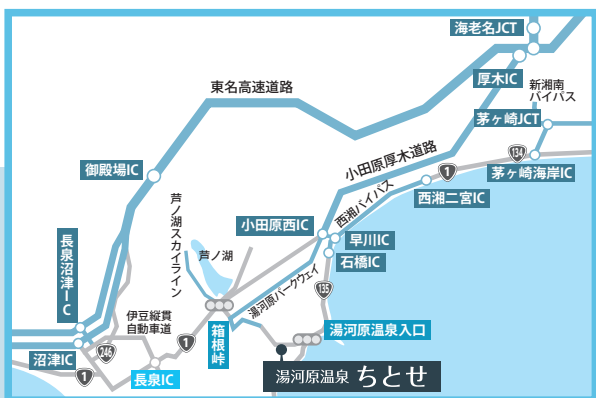 海老名JCT
厚木IC
新湘南
バイパス
東名高速道路
茅ヶ崎JCT
134
小田原厚木道路
1
茅ヶ崎海岸IC
御殿場IC
西湘二宮IC
西湘バイパス
芦ノ湖スカイライン
小田原西IC
早川IC
芦ノ湖
石橋IC
長泉沼津IC
135
湯河原パークウェイ
伊豆縦貫
自動車道
箱根峠
湯河原温泉入口
1
246
沼津IC
長泉IC
1
湯河原温泉 ちとせ